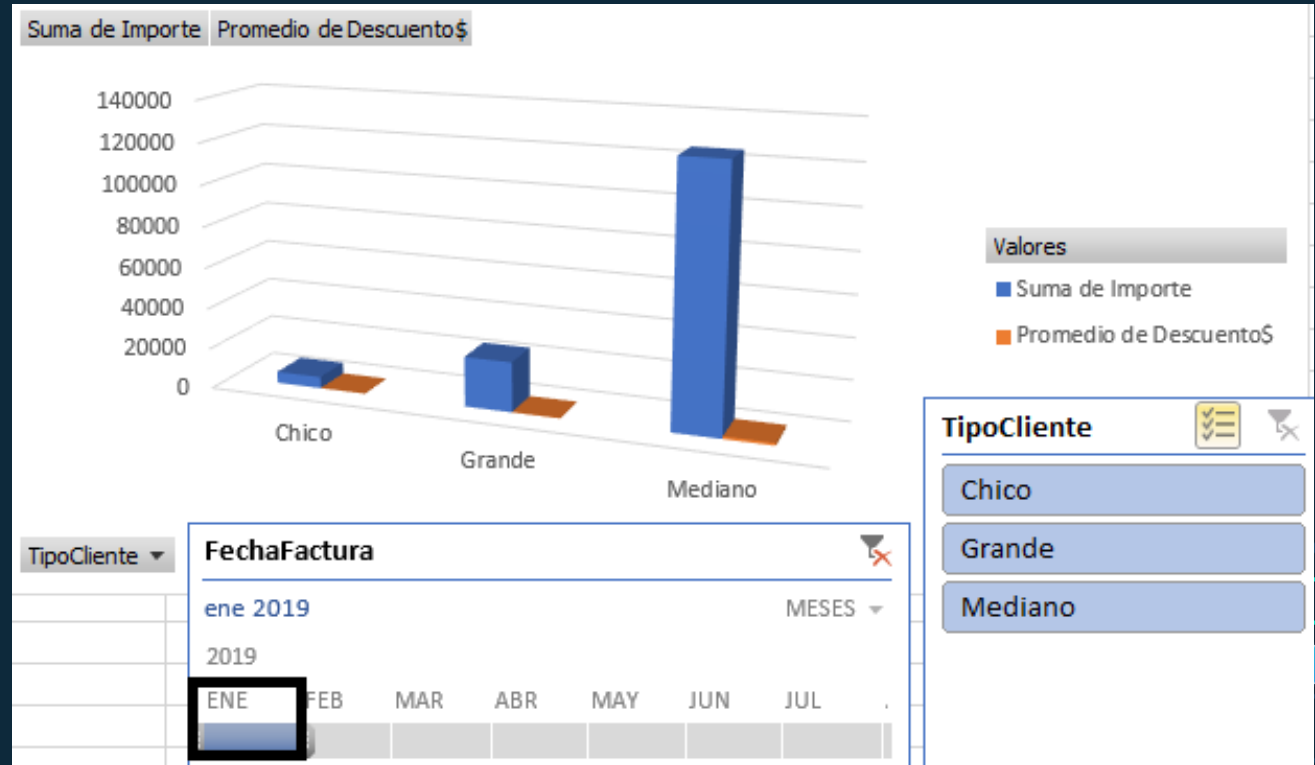 Suma de Importe Promedio de Descuento$
140000
120000
100000
80000
60000
40000
20000
0
Chico
Grande
Mediano
Valores
Suma de Importe
Promedio de Descuento$
TipoCliente
Chico
Grande
Mediano
TipoCliente
FechaFactura
ene 2019 MESES
2019
ENE FEB MAR ABR MAY JUN JUL